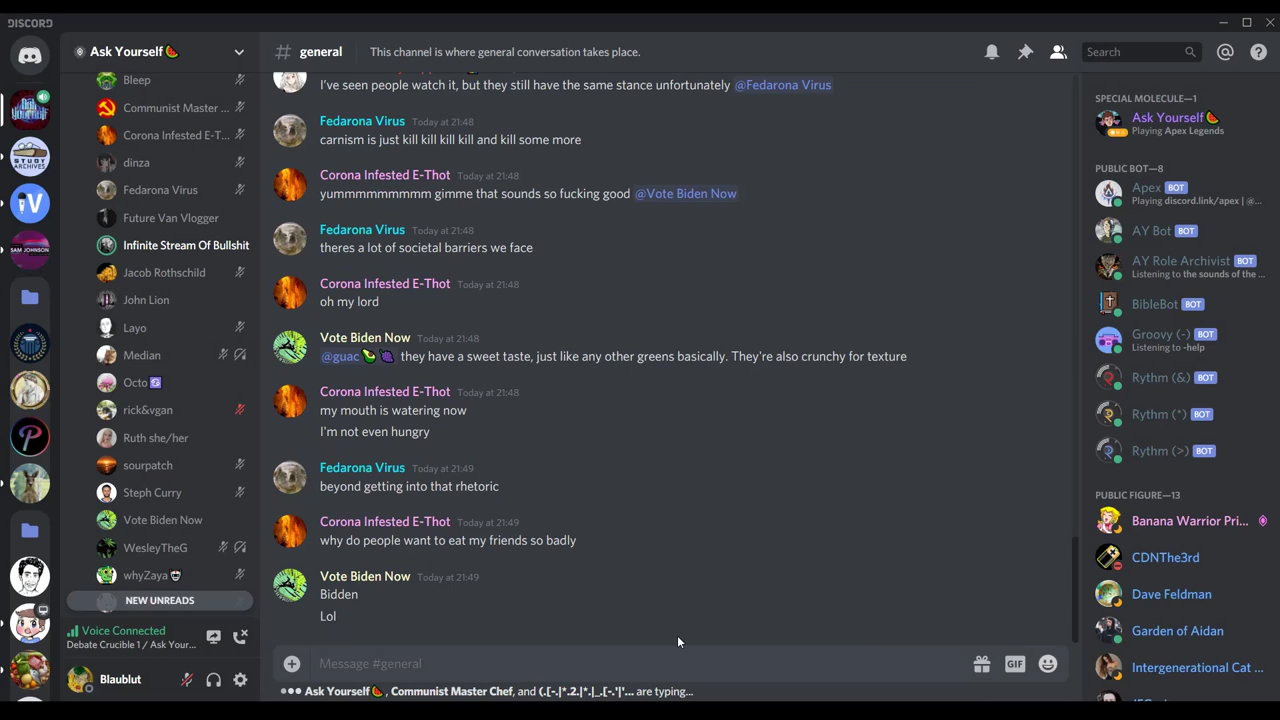 DISCORD
Ask Yourself🍉
# general
This channel is where general conversation takes place.
Search
Bleep
Communist Master ...
Corona Infested E-T...
dinza
Fedarona Virus
Future Van Vlogger
Infinite Stream Of Bullshit
Jacob Rothschild
John Lion
Layo
Median
Octo
rick&vgan
Ruth she/her
sourpatch
Steph Curry
Vote Biden Now
WesleyTheG
whyZaya
NEW UNREADS
Voice Connected
Debate Crucible 1 / Ask Your...
Blaublut
I've seen people watch it, but they still have the same stance unfortunately @Fedarona Virus
Fedarona Virus Today at 21:48
carnism is just kill kill kill kill and kill some more
Corona Infested E-Thot Today at 21:48
yummmmmmmmm gimme that sounds so fucking good @Vote Biden Now
Fedarona Virus Today at 21:48
theres a lot of societal barriers we face
Corona Infested E-Thot Today at 21:48
oh my lord
Vote Biden Now Today at 21:48
@guac🥑🍇 they have a sweet taste, just like any other greens basically. They're also crunchy for texture
Corona Infested E-Thot Today at 21:48
my mouth is watering now
I'm not even hungry
Fedarona Virus Today at 21:49
beyond getting into that rhetoric
Corona Infested E-Thot Today at 21:49
why do people want to eat my friends so badly
Vote Biden Now Today at 21:49
Bidden
Lol
Message #general
GIF
Ask Yourself🍉, Communist Master Chef, and (.[-.|*.2.|*.|_.[-.'|'... are typing...
SPECIAL MOLECULE—1
Ask Yourself🍉
Playing Apex Legends
PUBLIC BOT—8
Apex BOT
Playing discord.link/apex | @...
AY Bot BOT
AY Role Archivist BOT
Listening to the sounds of the ...
BibleBot BOT
Groovy (-) BOT
Listening to -help
Rythm (&) BOT
Rythm (*) BOT
Rythm (>) BOT
PUBLIC FIGURE—13
Banana Warrior Pri...
CDNThe3rd
Dave Feldman
Garden of Aidan
Intergenerational Cat ...